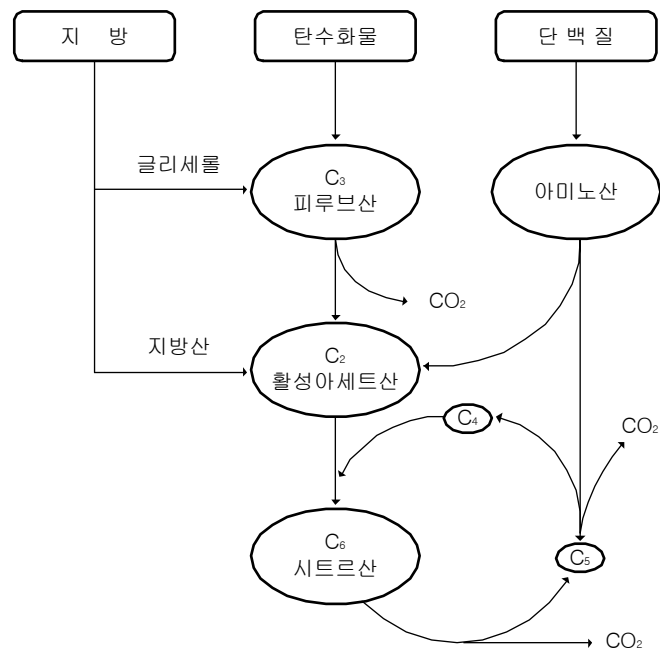 지 방
탄수화물
단 백 질
글리세롤
C₃
피루브산
아미노산
CO₂
지방산
C₂
활성아세트산
C₄
CO₂
C₆
시트르산
C₅
CO₂